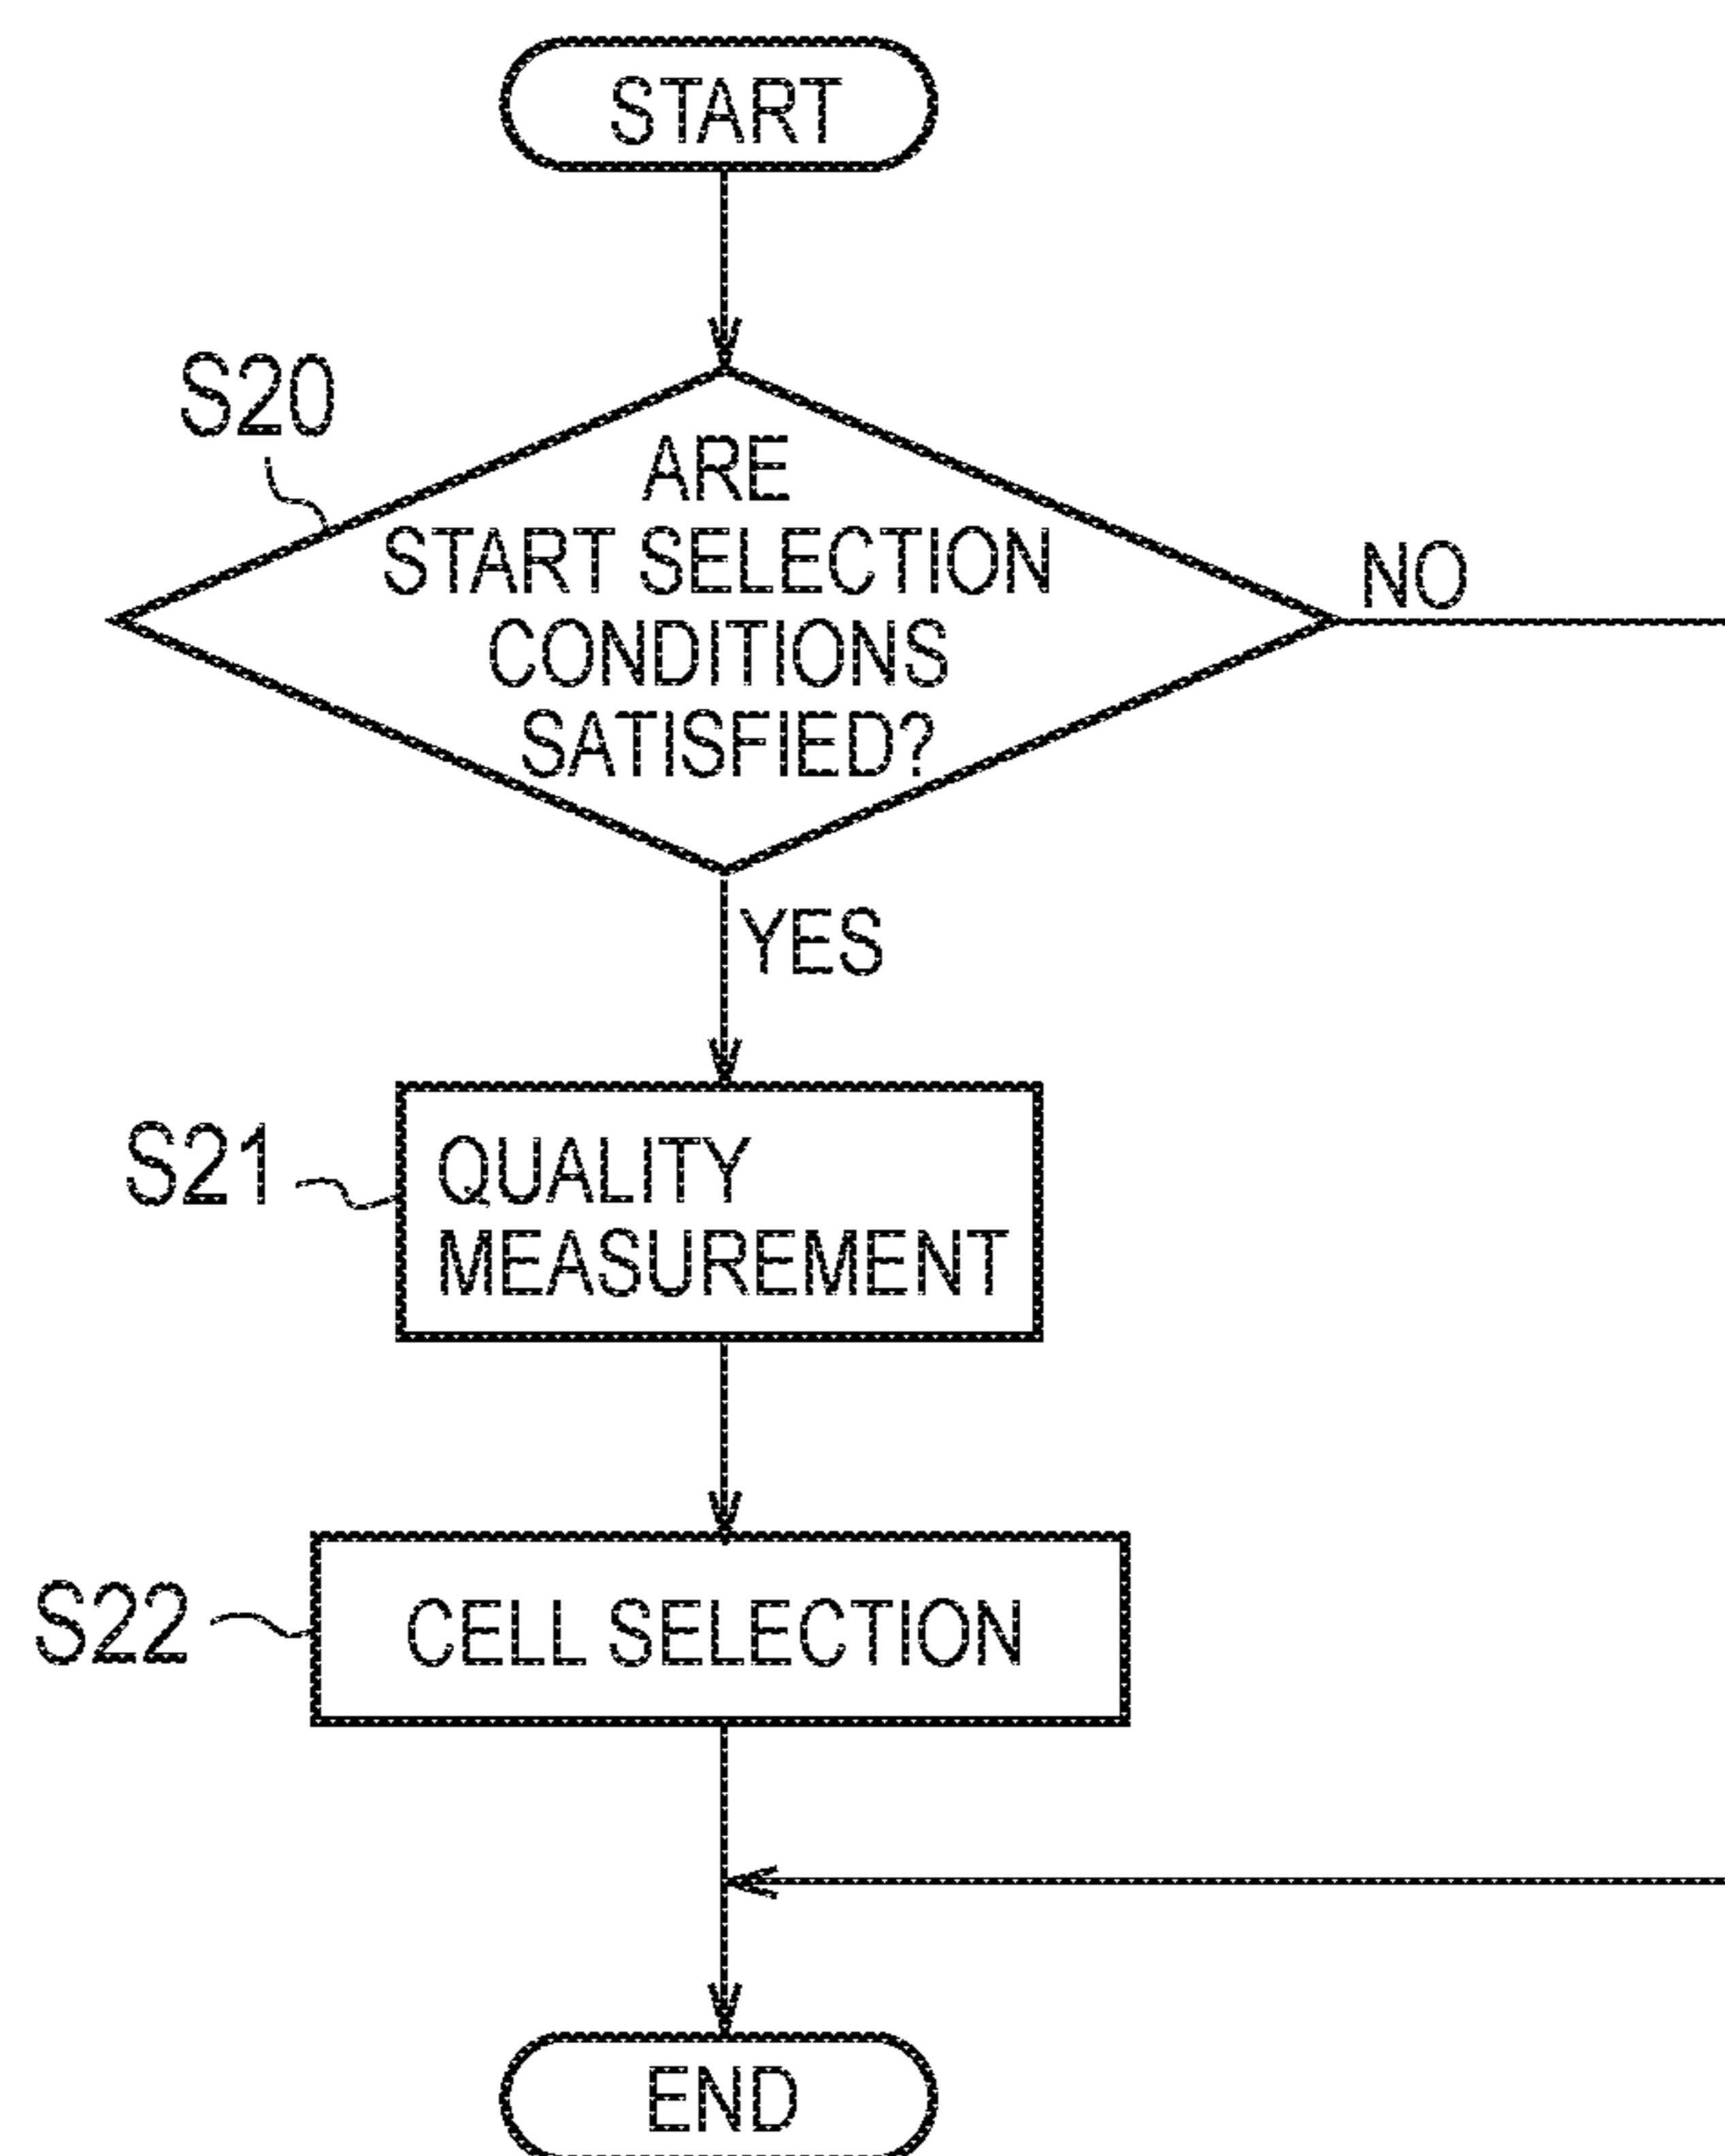 START
S20
ARE
START SELECTION
CONDITIONS
SATISFIED?
NO
YES
S21
QUALITY
MEASUREMENT
S22
CELL SELECTION
END